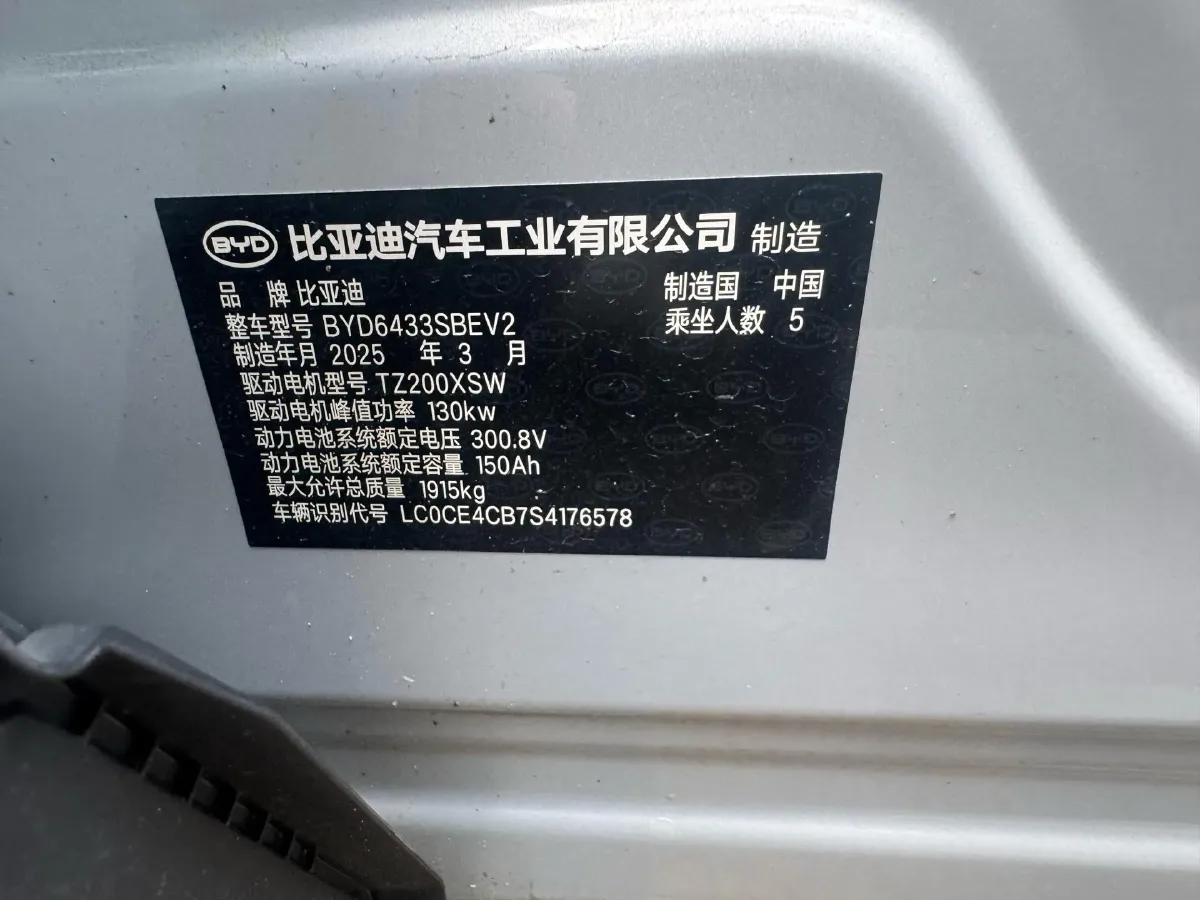 BYD 比亚迪汽车工业有限公司 制造
品 牌 比亚迪 制造国 中国
整车型号 BYD6433SBEV2 乘坐人数 5
制造年月 2025 年 3 月
驱动电机型号 TZ200XSW
驱动电机峰值功率 130kw
动力电池系统额定电压 300.8V
动力电池系统额定容量 150Ah
最大允许总质量 1915kg
车辆识别代号 LC0CE4CB7S4176578